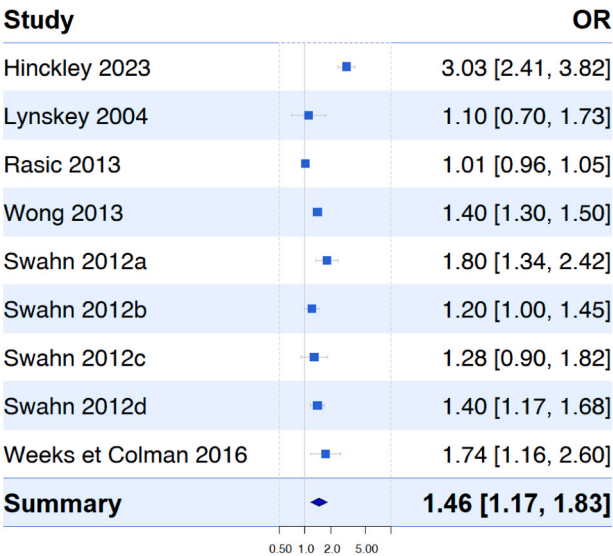 Study OR
Hinckley 2023 3.03 [2.41, 3.82]
Lynskey 2004 1.10 [0.70, 1.73]
Rasic 2013 1.01 [0.96, 1.05]
Wong 2013 1.40 [1.30, 1.50]
Swahn 2012a 1.80 [1.34, 2.42]
Swahn 2012b 1.20 [1.00, 1.45]
Swahn 2012c 1.28 [0.90, 1.82]
Swahn 2012d 1.40 [1.17, 1.68]
Weeks et Colman 2016 1.74 [1.16, 2.60]
Summary 1.46 [1.17, 1.83]
0.50 1.0 2.0 5.00